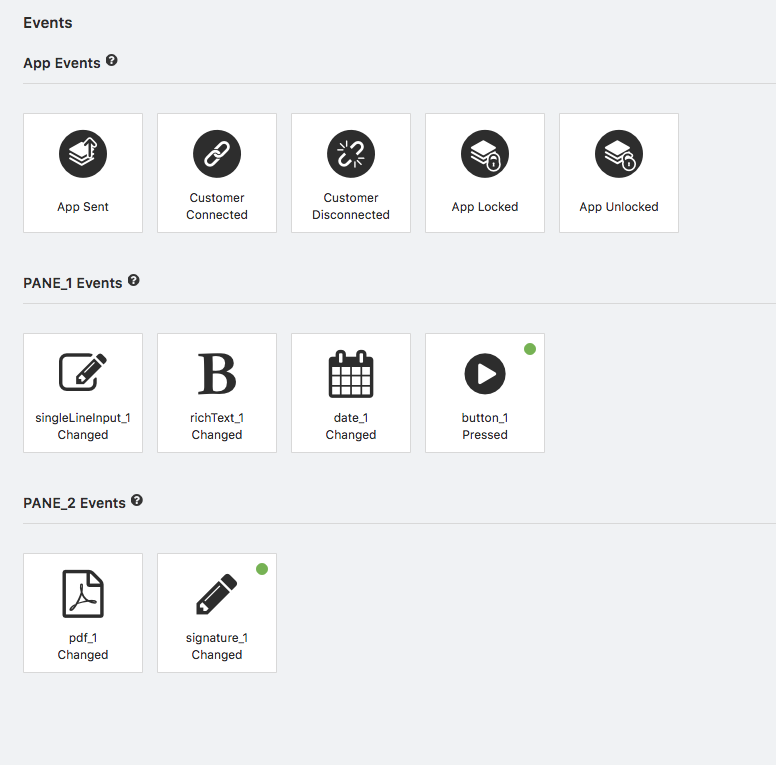 Events
App Events ?
App Sent
Customer
Connected
Customer
Disconnected
App Locked
App Unlocked
PANE_1 Events ?
singleLineInput_1
Changed
B
richText_1
Changed
date_1
Changed
button_1
Pressed
PANE_2 Events ?
pdf_1
Changed
signature_1
Changed